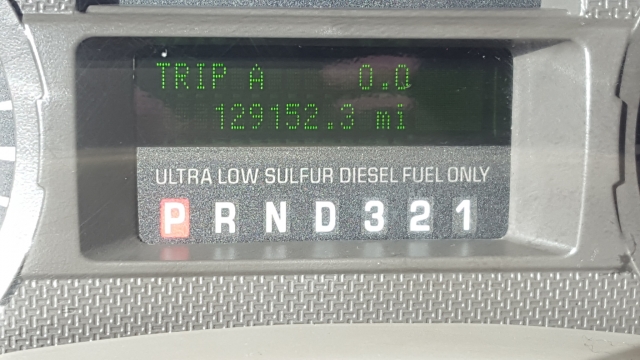 TRIP A 0.0
129152.3 mi
ULTRA LOW SULFUR DIESEL FUEL ONLY
P R N D 3 2 1